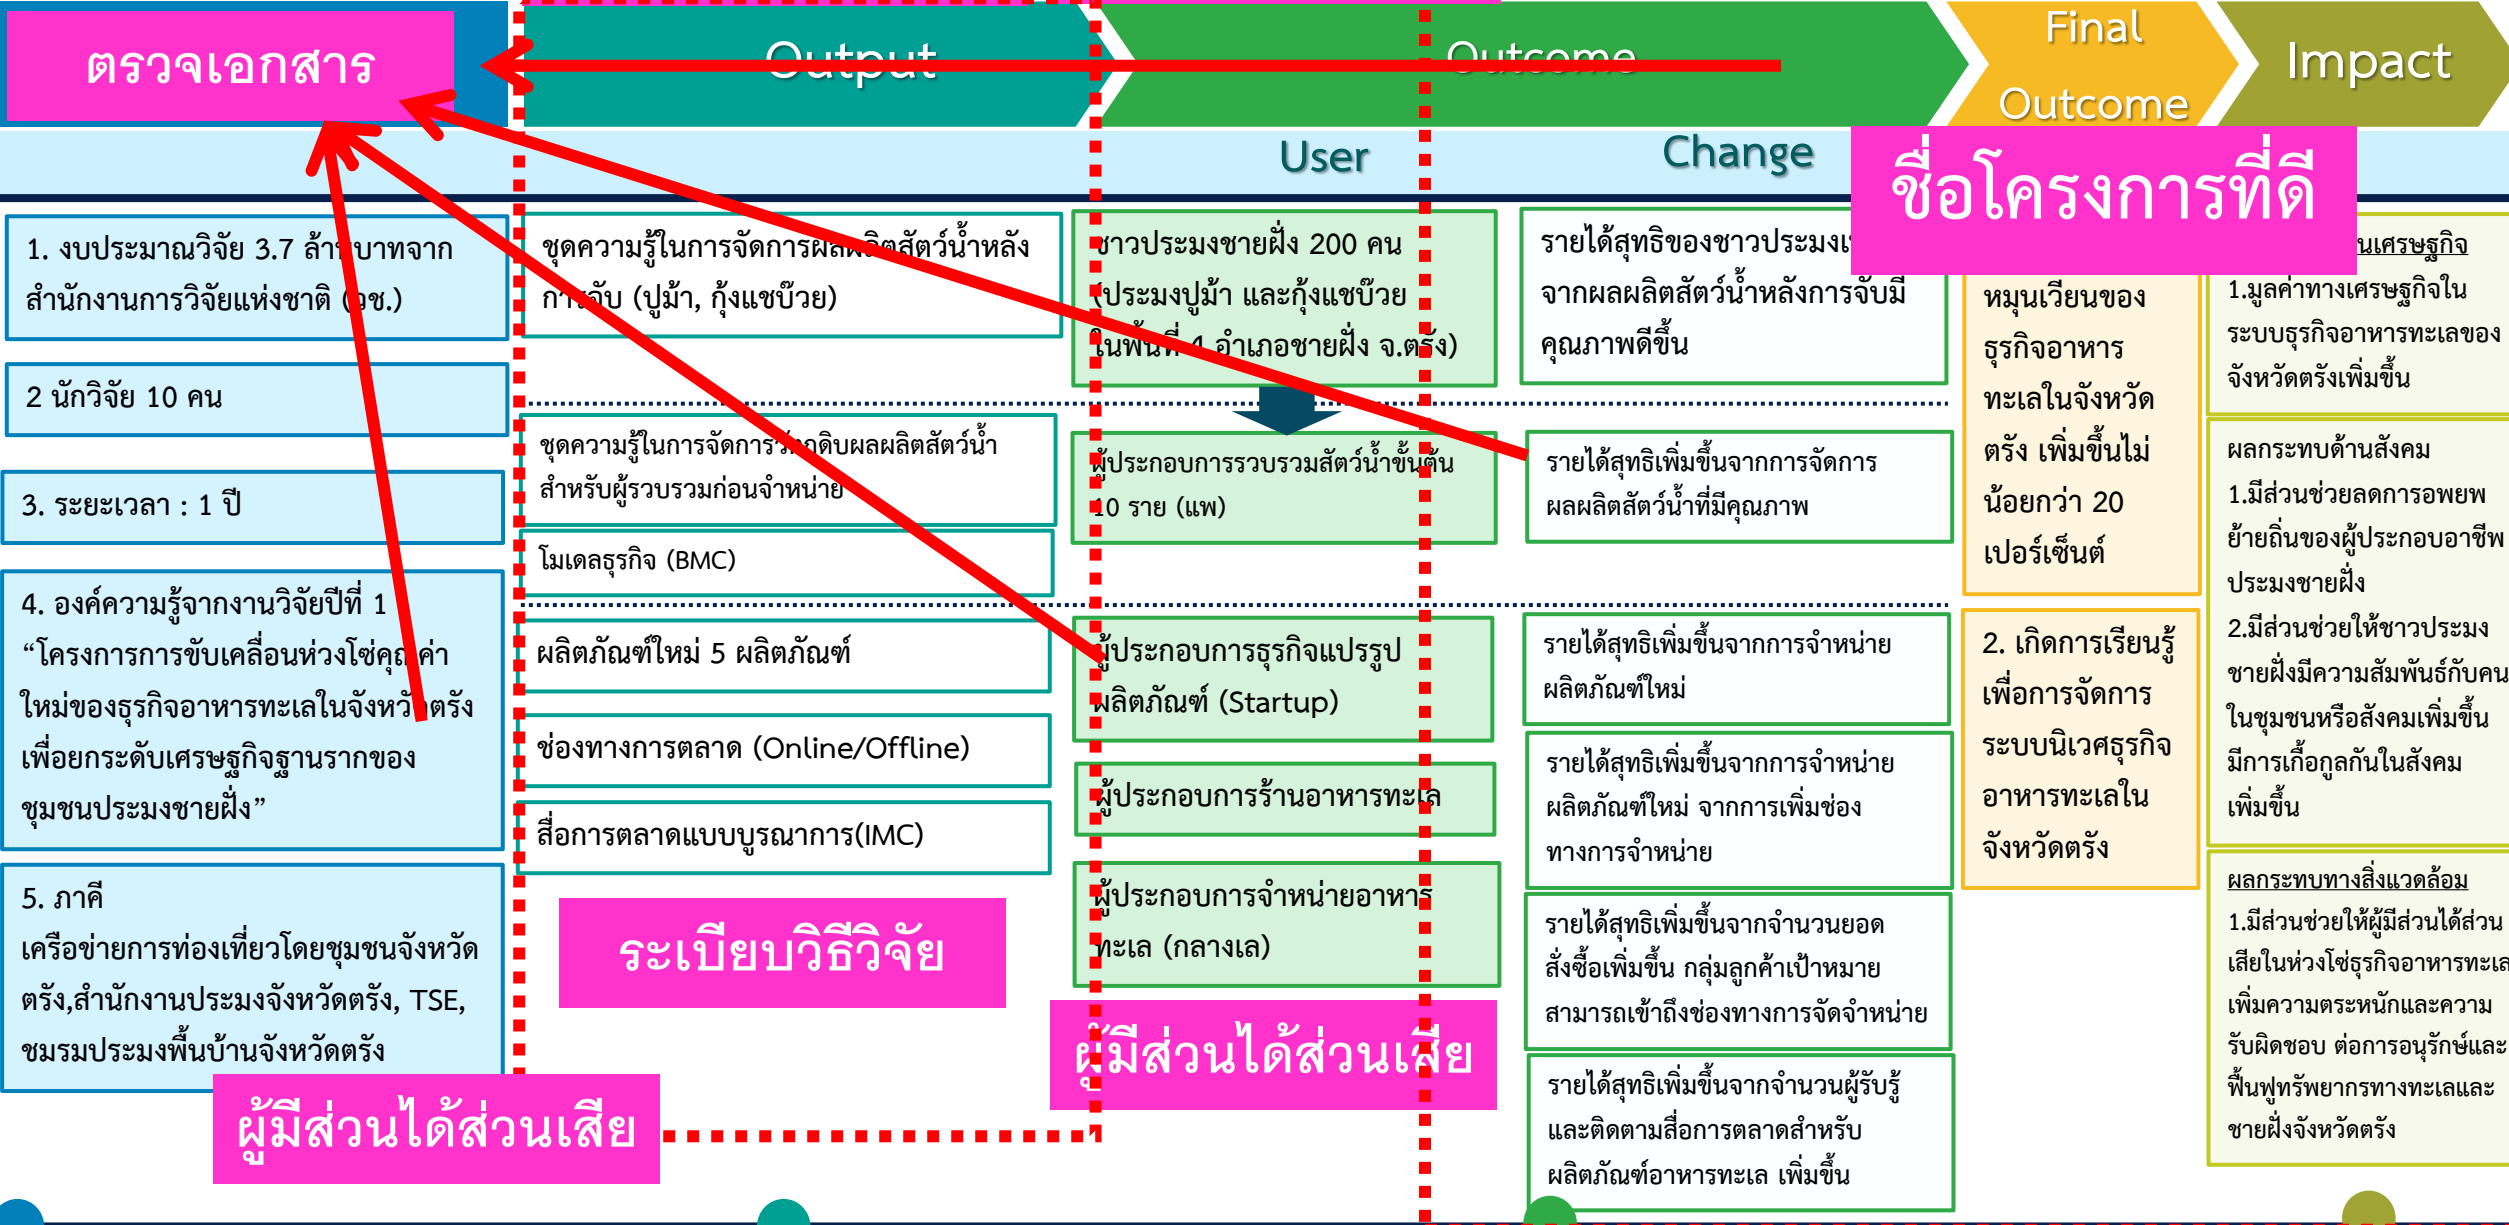 ตรวจเอกสาร
Output
Outcome
Final
Outcome
Impact
User
Change
ชื่อโครงการที่ดี
1. งบประมาณวิจัย 3.7 ล้านบาทจาก
สำนักงานการวิจัยแห่งชาติ (วช.)
2 นักวิจัย 10 คน
3. ระยะเวลา : 1 ปี
4. องค์ความรู้จากงานวิจัยปีที่ 1
“โครงการการขับเคลื่อนห่วงโซ่คุณค่า
ใหม่ของธุรกิจอาหารทะเลในจังหวัดตรัง
เพื่อยกระดับเศรษฐกิจฐานรากของ
ชุมชนประมงชายฝั่ง”
5. ภาคี
เครือข่ายการท่องเที่ยวโดยชุมชนจังหวัด
ตรัง,สำนักงานประมงจังหวัดตรัง, TSE,
ชมรมประมงพื้นบ้านจังหวัดตรัง
ผู้มีส่วนได้ส่วนเสีย
ชุดความรู้ในการจัดการผลผลิตสัตว์น้ำหลัง
การจับ (ปูม้า, กุ้งแชบ๊วย)
ชุดความรู้ในการจัดการวัตถุดิบผลผลิตสัตว์น้ำ
สำหรับผู้รวบรวมก่อนจำหน่าย
โมเดลธุรกิจ (BMC)
ผลิตภัณฑ์ใหม่ 5 ผลิตภัณฑ์
ช่องทางการตลาด (Online/Offline)
สื่อการตลาดแบบบูรณาการ(IMC)
ระเบียบวิธีวิจัย
ชาวประมงชายฝั่ง 200 คน
(ประมงปูม้า และกุ้งแชบ๊วย
ในพื้นที่ 4 อำเภอชายฝั่ง จ.ตรัง)
ผู้ประกอบการรวบรวมสัตว์น้ำขั้นต้น
10 ราย (แพ)
ผู้ประกอบการธุรกิจแปรรูป
ผลิตภัณฑ์ (Startup)
ผู้ประกอบการร้านอาหารทะเล
ผู้ประกอบการจำหน่ายอาหาร
ทะเล (กลางเล)
ผู้มีส่วนได้ส่วนเสีย
รายได้สุทธิของชาวประมง
จากผลผลิตสัตว์น้ำหลังการจับมี
คุณภาพดีขึ้น
รายได้สุทธิเพิ่มขึ้นจากการจัดการ
ผลผลิตสัตว์น้ำที่มีคุณภาพ
รายได้สุทธิเพิ่มขึ้นจากการจำหน่าย
ผลิตภัณฑ์ใหม่
รายได้สุทธิเพิ่มขึ้นจากการจำหน่าย
ผลิตภัณฑ์ใหม่ จากการเพิ่มช่อง
ทางการจำหน่าย
รายได้สุทธิเพิ่มขึ้นจากจำนวนยอด
สั่งซื้อเพิ่มขึ้น กลุ่มลูกค้าเป้าหมาย
สามารถเข้าถึงช่องทางการจัดจำหน่าย
รายได้สุทธิเพิ่มขึ้นจากจำนวนผู้รับรู้
และติดตามสื่อการตลาดสำหรับ
ผลิตภัณฑ์อาหารทะเล เพิ่มขึ้น
หมุนเวียนของ
ธุรกิจอาหาร
ทะเลในจังหวัด
ตรัง เพิ่มขึ้นไม่
น้อยกว่า 20
เปอร์เซ็นต์
2. เกิดการเรียนรู้
เพื่อการจัดการ
ระบบนิเวศธุรกิจ
อาหารทะเลใน
จังหวัดตรัง
นเศรษฐกิจ
1.มูลค่าทางเศรษฐกิจใน
ระบบธุรกิจอาหารทะเลของ
จังหวัดตรังเพิ่มขึ้น
ผลกระทบด้านสังคม
1.มีส่วนช่วยลดการอพยพ
ย้ายถิ่นของผู้ประกอบอาชีพ
ประมงชายฝั่ง
2.มีส่วนช่วยให้ชาวประมง
ชายฝั่งมีความสัมพันธ์กับคน
ในชุมชนหรือสังคมเพิ่มขึ้น
มีการเกื้อกูลกันในสังคม
เพิ่มขึ้น
ผลกระทบทางสิ่งแวดล้อม
1.มีส่วนช่วยให้ผู้มีส่วนได้ส่วน
เสียในห่วงโซ่ธุรกิจอาหารทะเล
เพิ่มความตระหนักและความ
รับผิดชอบ ต่อการอนุรักษ์และ
ฟื้นฟูทรัพยากรทางทะเลและ
ชายฝั่งจังหวัดตรัง